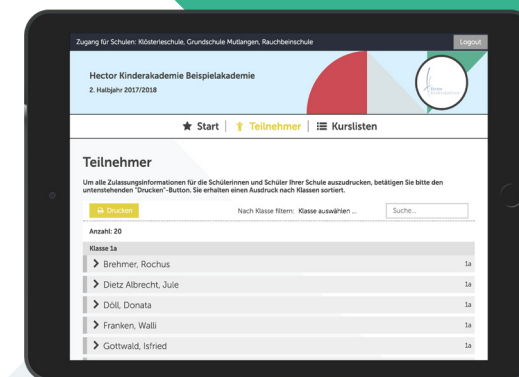 Zugang für Schulen: Klösterleschule, Grundschule Mutlangen, Rauchbeinschule
Logout
Hector Kinderakademie Beispielakademie
2. Halbjahr 2017/2018
Start
Teilnehmer
Kurslisten
Teilnehmer
Um alle Zulassungsinformationen für die Schülerinnen und Schüler Ihrer Schule auszudrucken, betätigen Sie bitte den
untenstehenden "Drucken"-Button. Sie erhalten einen Ausdruck nach Klassen sortiert.
Drucken
Nach Klasse filtern: Klasse auswählen ...
Suche...
Anzahl: 20
Klasse 1a
Brehmer, Rochus 1a
Dietz Albrecht, Jule 1a
Döll, Donata 1a
Franken, Walli 1a
Gottwald, Isfried 1a